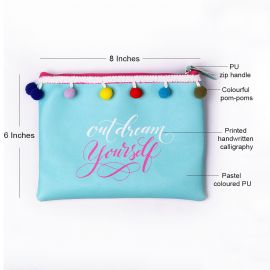 8 Inches
PU
zip handle
Colourful
pom-poms
6 Inches
out dream
Yourself
Printed
handwritten
calligraphy
Pastel
coloured PU